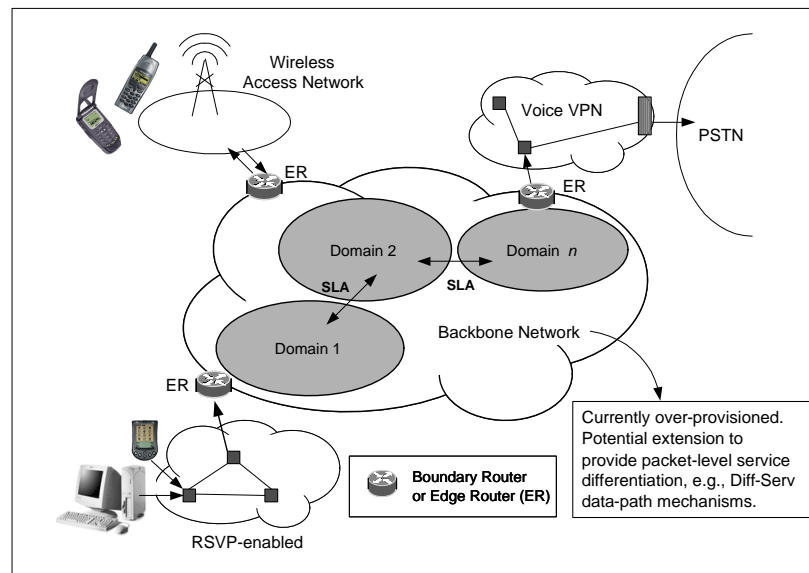 Wireless
Access Network
Voice VPN
PSTN
ER
ER
Domain 2
Domain n
SLA
SLA
Domain 1
Backbone Network
ER
Currently over-provisioned.
Potential extension to
provide packet-level service
differentiation, e.g., Diff-Serv
data-path mechanisms.
Boundary Router
or Edge Router (ER)
RSVP-enabled